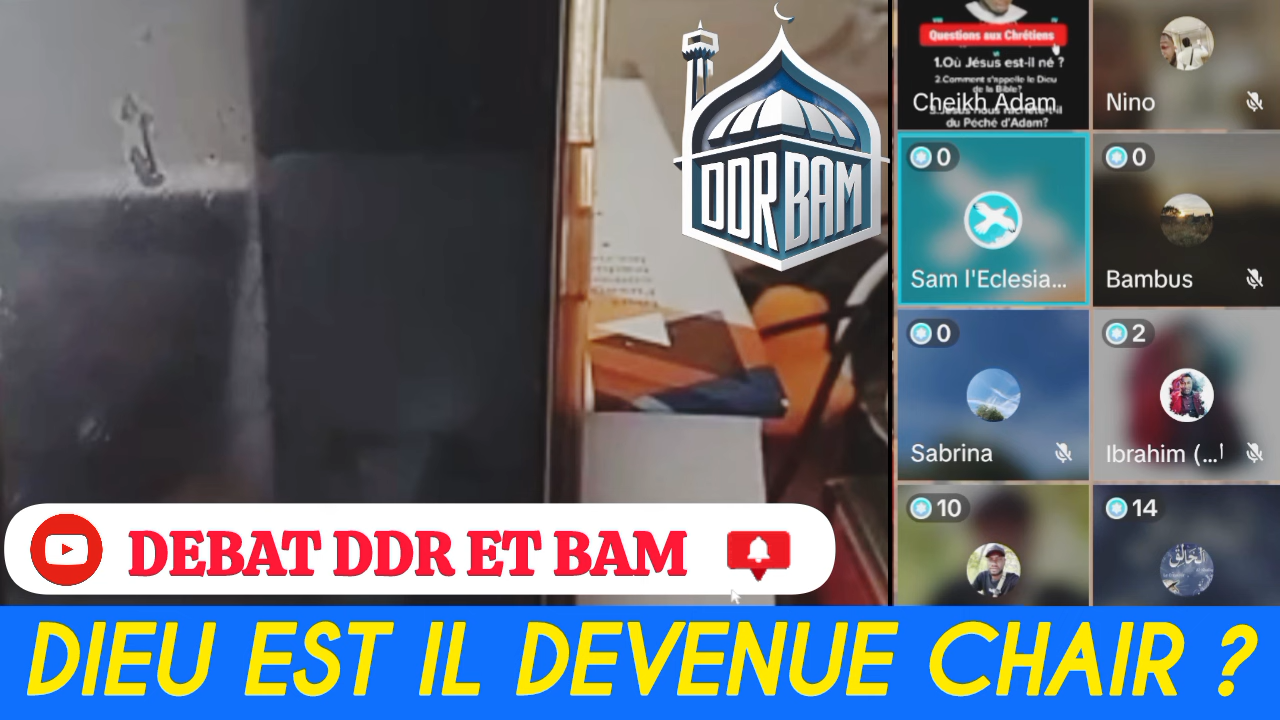 Questions aux Chrétiens
1.Où Jésus est-il né ?
2.Comment s'appelle le Dieu
de la Bible?
Cheikh Adam
du Péché d'Adam?
Nino
DDR BAM
0
Sam l'Eclesia...
0
Bambus
0
Sabrina
2
Ibrahim (...ا
10
14
الخالق
DEBAT DDR ET BAM
DIEU EST IL DEVENUE CHAIR ?